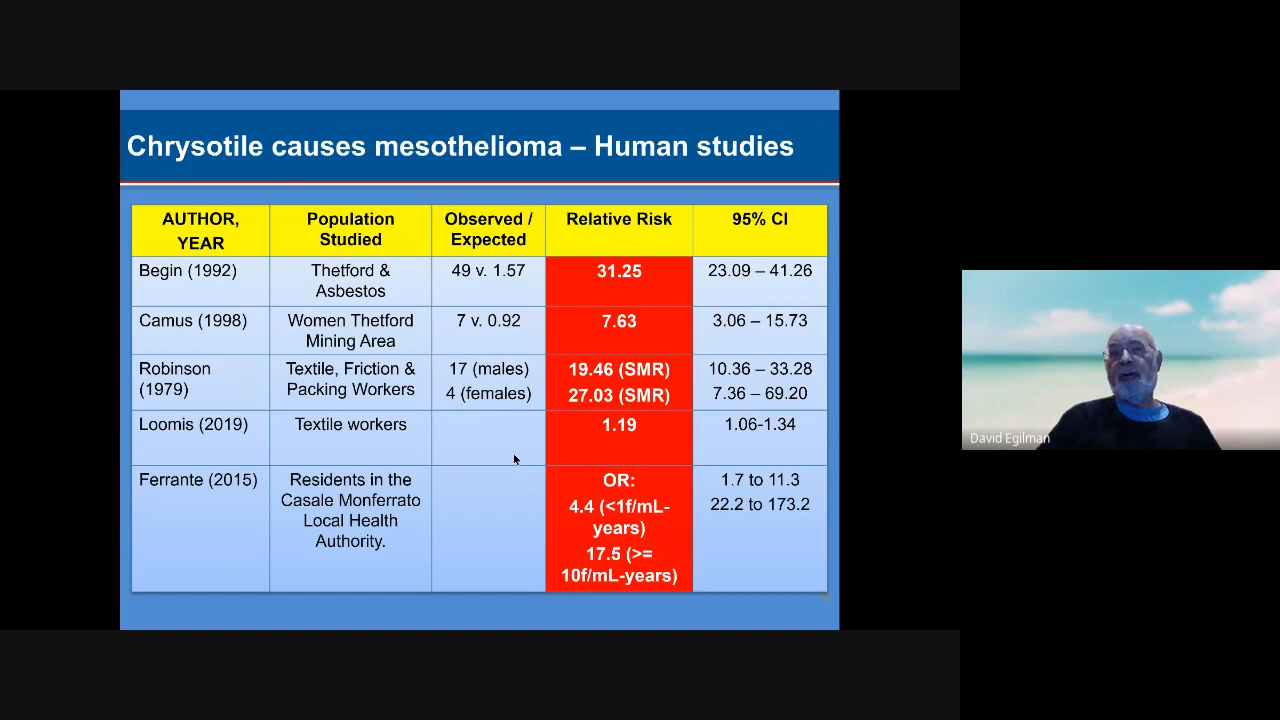 Chrysotile causes mesothelioma – Human studies
AUTHOR,
YEAR
Population
Studied
Observed /
Expected
Relative Risk
95% CI
Begin (1992)
Thetford &
Asbestos
49 v. 1.57
31.25
23.09 – 41.26
Camus (1998)
Women Thetford
Mining Area
7 v. 0.92
7.63
3.06 – 15.73
Robinson
(1979)
Textile, Friction &
Packing Workers
17 (males)
4 (females)
19.46 (SMR)
27.03 (SMR)
10.36 – 33.28
7.36 – 69.20
Loomis (2019)
Textile workers
1.19
1.06-1.34
Ferrante (2015)
Residents in the
Casale Monferrato
Local Health
Authority.
OR:
4.4 (<1f/mL-
years)
17.5 (>=
10f/mL-years)
1.7 to 11.3
22.2 to 173.2
David Egilman